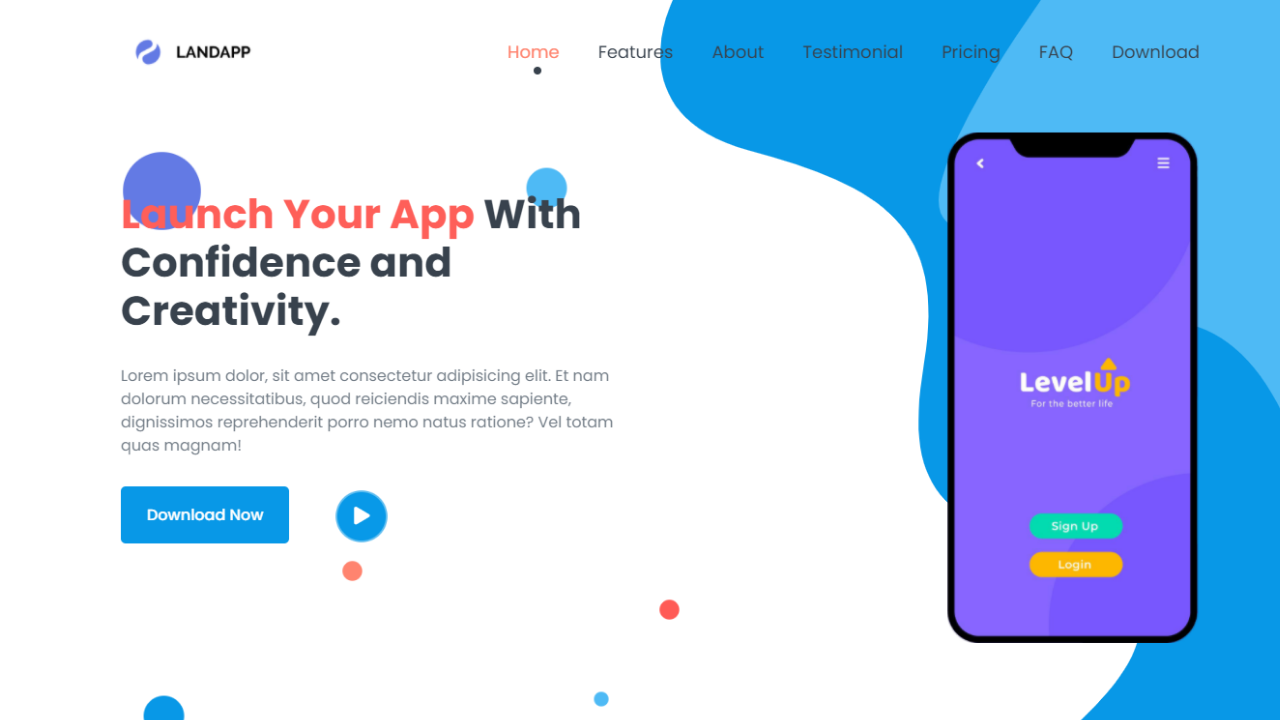 LANDAPP
Home Features About Testimonial Pricing FAQ Download
Launch Your App With
Confidence and
Creativity.
Lorem ipsum dolor, sit amet consectetur adipisicing elit. Et nam
dolorum necessitatibus, quod reiciendis maxime sapiente,
dignissimos reprehenderit porro nemo natus ratione? Vel totam
quas magnam!
Download Now
LevelUp
For the better life
Sign Up
Login